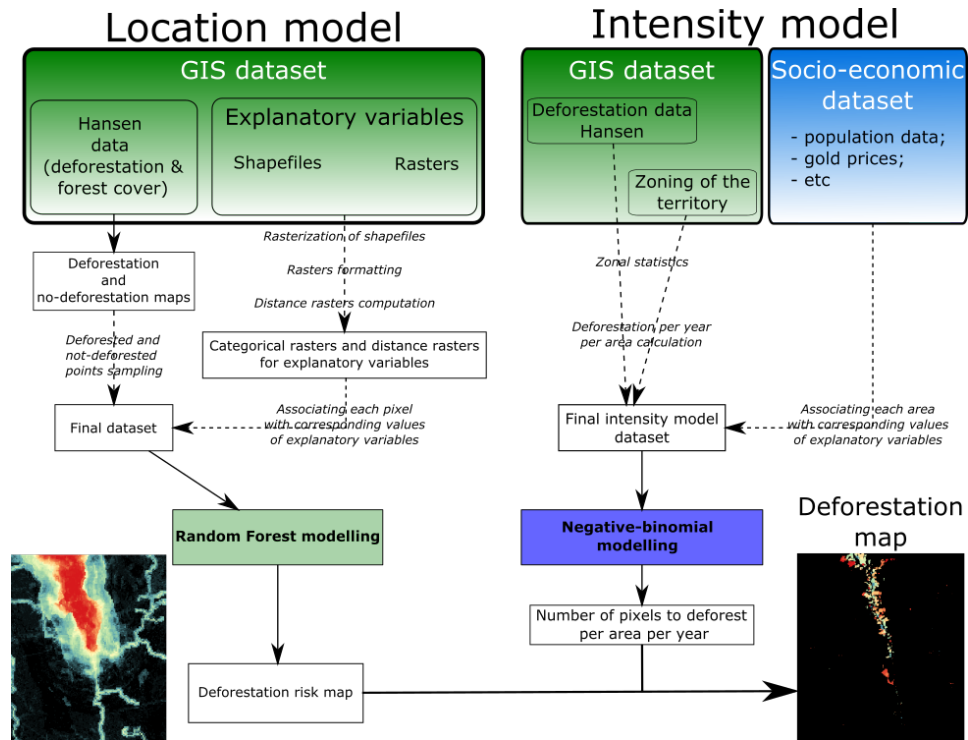 Location model
GIS dataset
Hansen
data
(deforestation &
forest cover)
Explanatory variables
Shapefiles
Rasters
Rasterization of shapefiles
Rasters formatting
Distance rasters computation
Deforestation
and
no-deforestation maps
Deforested and
not-deforested
points sampling
Categorical rasters and distance rasters
for explanatory variables
Associating each pixel
with corresponding values
of explanatory variables
Final dataset
Random Forest modelling
Deforestation risk map
Intensity model
GIS dataset
Deforestation data
Hansen
Zoning of the
territory
Socio-economic
dataset
- population data;
- gold prices;
- etc
Zonal statistics
Deforestation per year
per area calculation
Final intensity model
dataset
Associating each area
with corresponding values
of explanatory variables
Negative-binomial
modelling
Number of pixels to deforest
per area per year
Deforestation
map